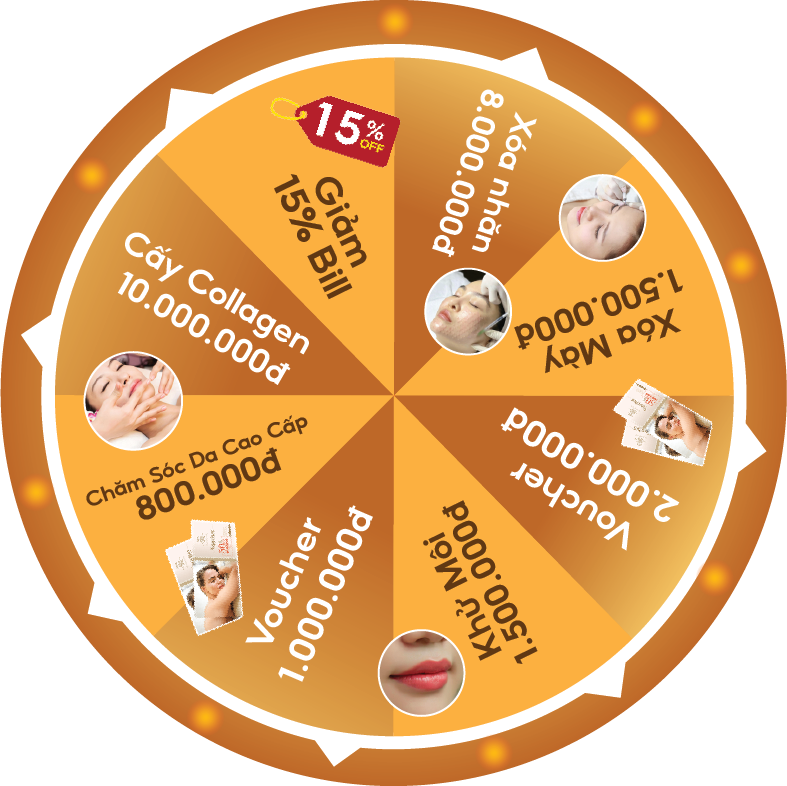 15%
OFF
Giảm
15% Bill
Xóa nhăn
8.000.000đ
Xóa Mày
1.500.000đ
Voucher
2.000.000đ
Khử Môi
1.500.000đ
Voucher
1.000.000đ
Chăm Sóc Da Cao Cấp
800.000đ
Cấy Collagen
10.000.000đ